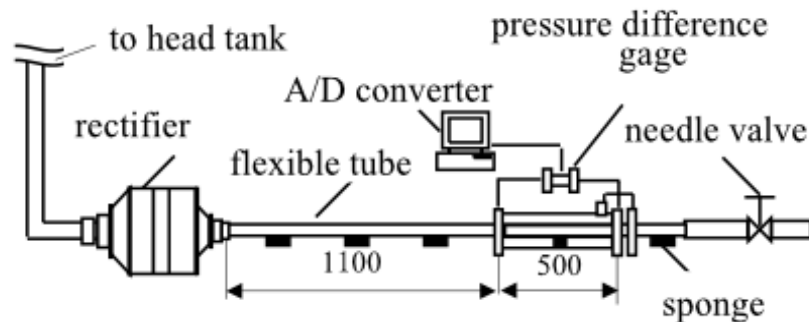 to head tank
pressure difference
gage
A/D converter
rectifier
needle valve
flexible tube
1100
500
sponge